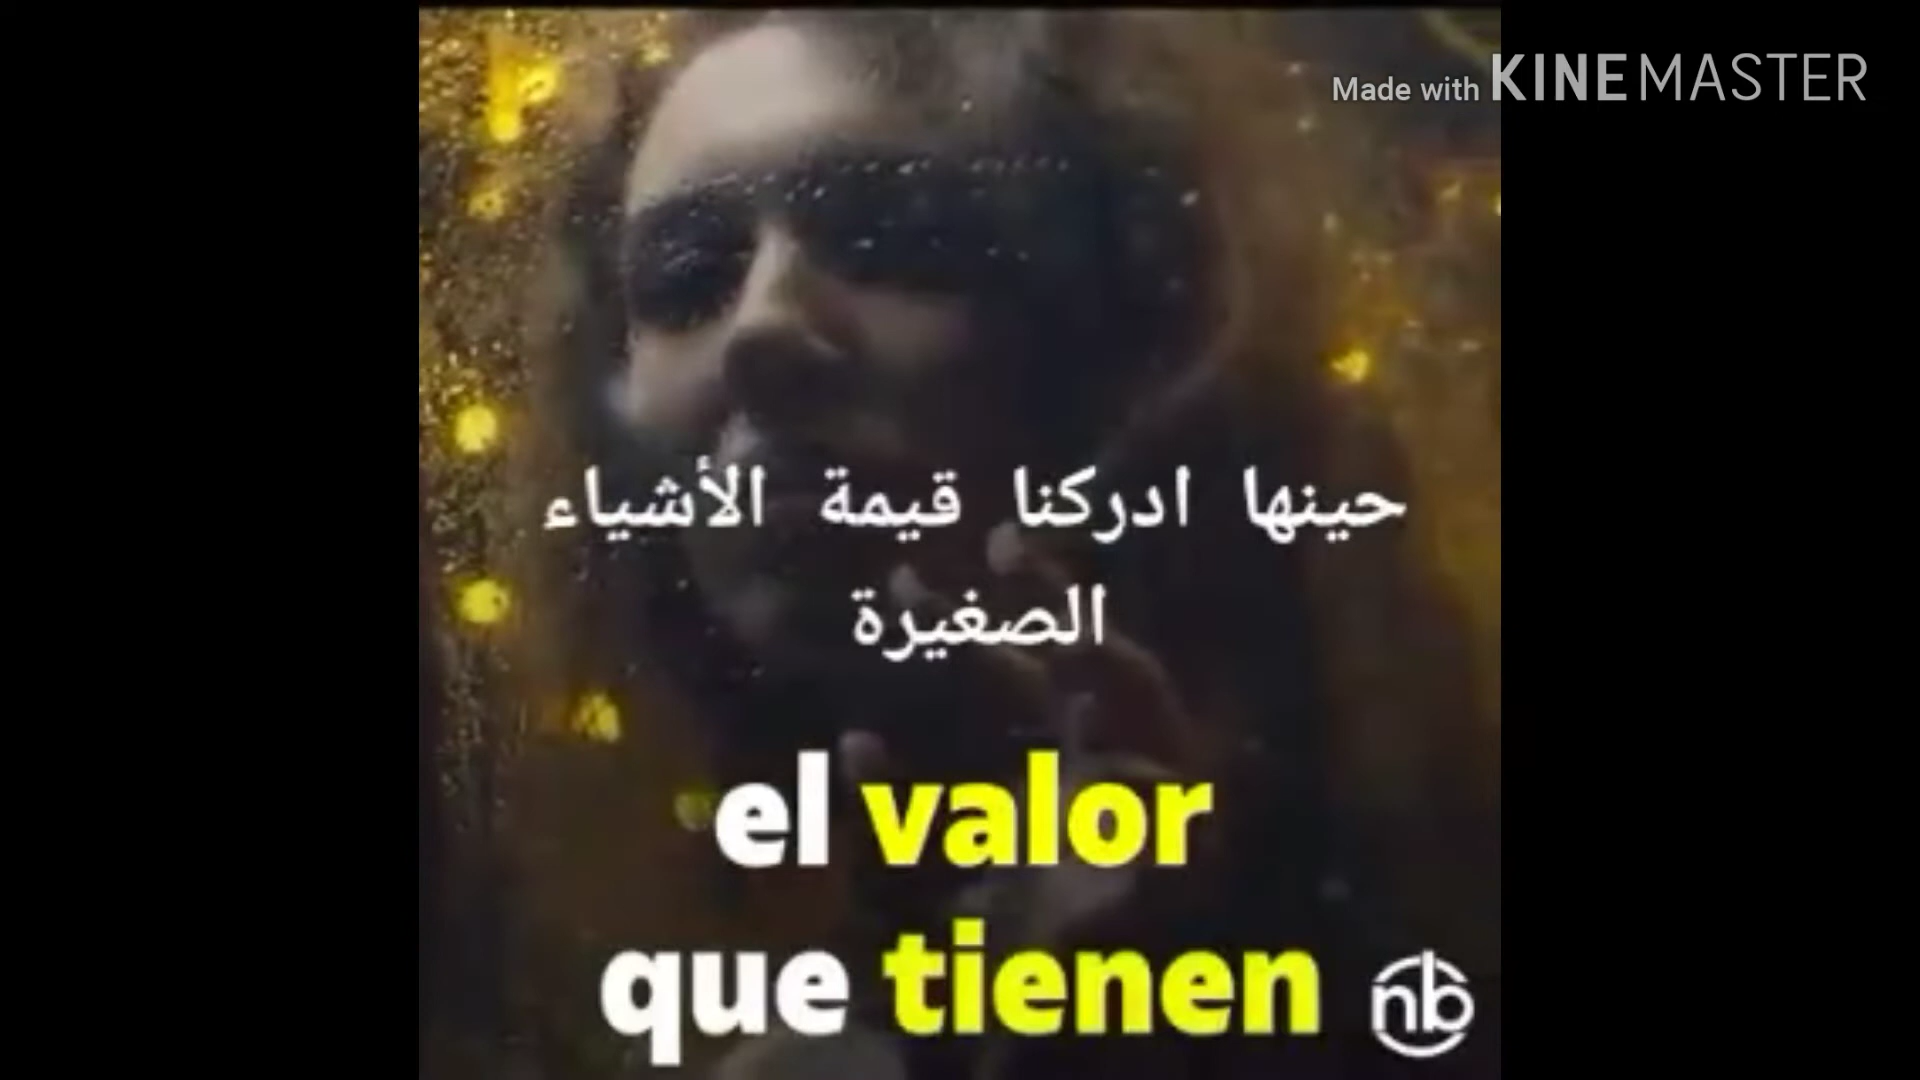 Made with KINEMASTER
حينها ادركنا قيمة الأشياء
الصغيرة
el valor
que tienen
nb